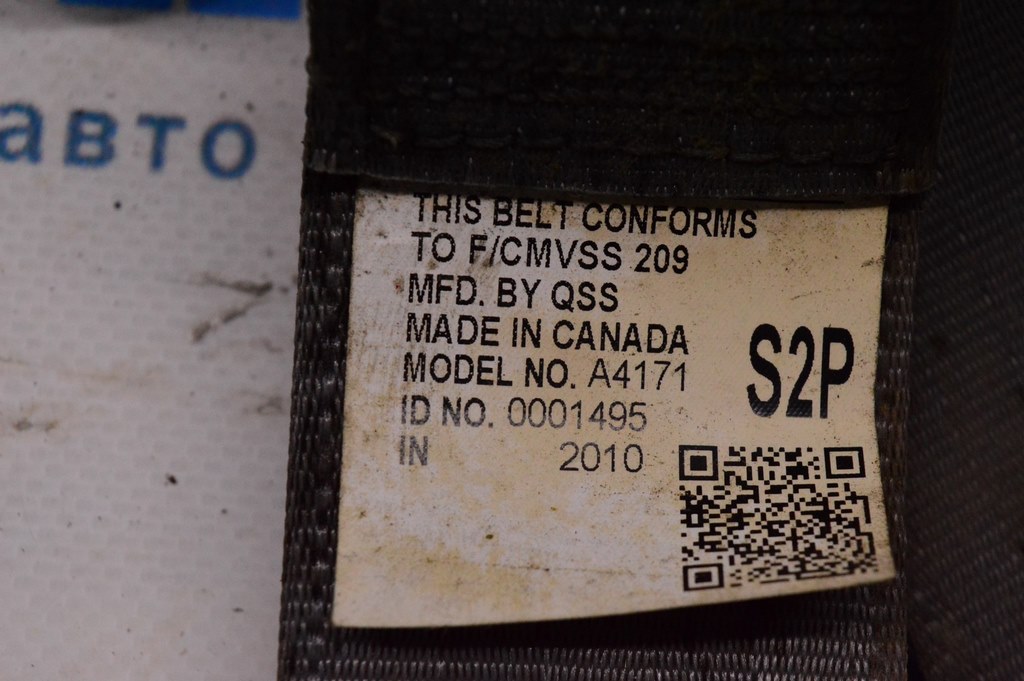 авто
THIS BELT CONFORMS
TO F/CMVSS 209
MFD. BY QSS
MADE IN CANADA
MODEL NO. A4171
ID NO. 0001495
IN 2010
S2P